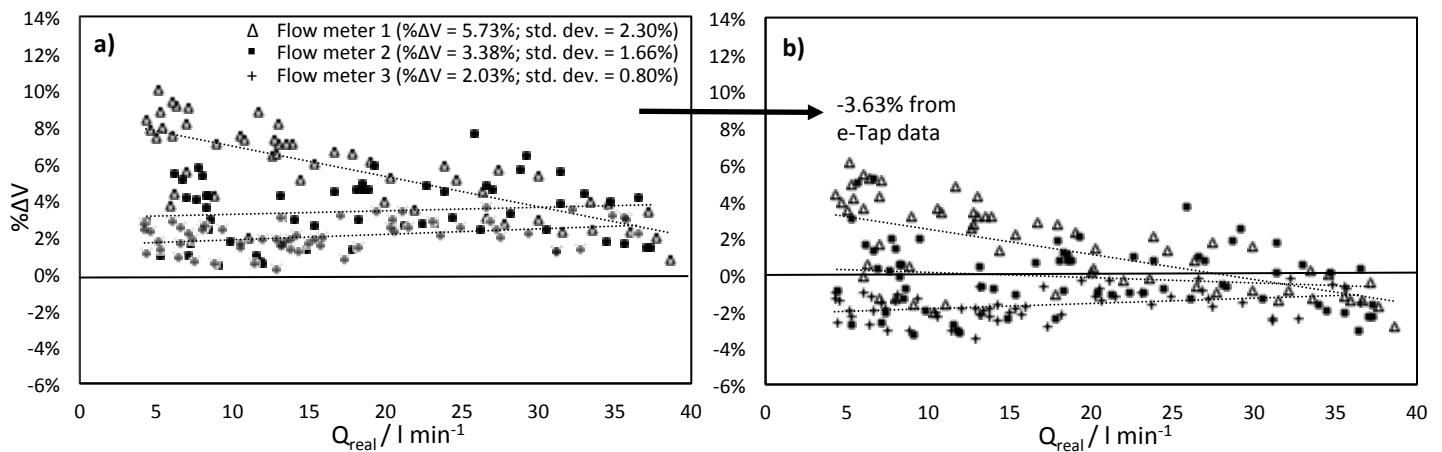 14%
12%
10%
8%
6%
4%
2%
0%
-2%
-4%
-6%
%ΔV
a)
Flow meter 1 (%ΔV = 5.73%; std. dev. = 2.30%)
Flow meter 2 (%ΔV = 3.38%; std. dev. = 1.66%)
Flow meter 3 (%ΔV = 2.03%; std. dev. = 0.80%)
0 5 10 15 20 25 30 35 40
Qreal / l min-1
14%
12%
10%
8%
6%
4%
2%
0%
-2%
-4%
-6%
b)
-3.63% from
e-Tap data
0 5 10 15 20 25 30 35 40
Qreal / l min-1